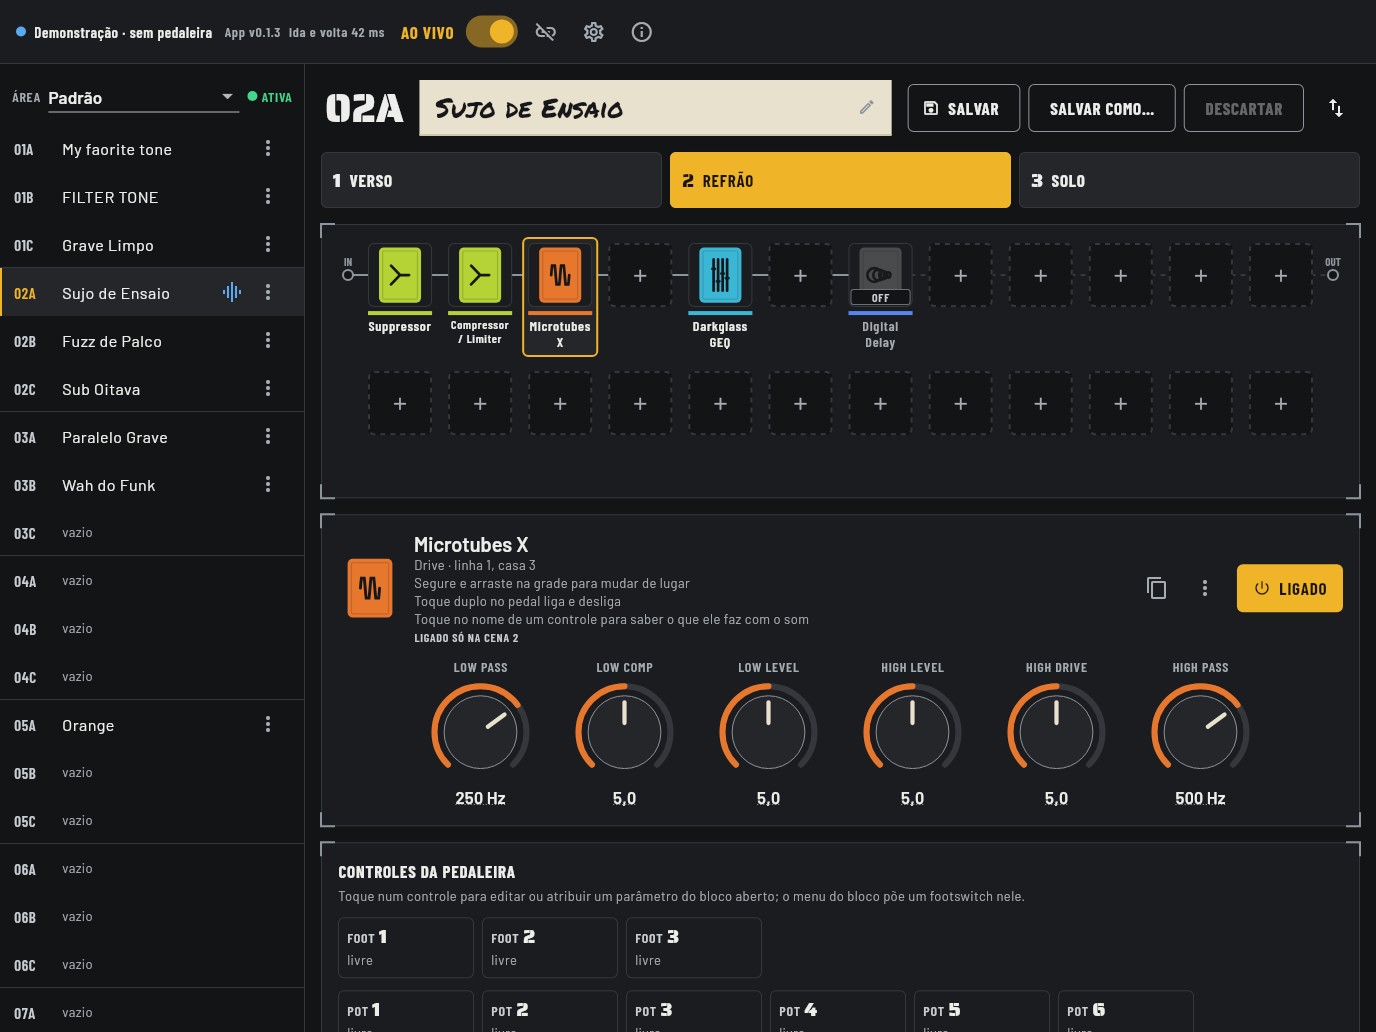 Demonstração · sem pedaleira App v0.1.3 Ida e volta 42 ms AO VIVO
ÁREA Padrão ATIVA
01A My faorite tone
01B FILTER TONE
01C Grave Limpo
02A Sujo de Ensaio
02B Fuzz de Palco
02C Sub Oitava
03A Paralelo Grave
03B Wah do Funk
03C vazio
04A vazio
04B vazio
04C vazio
05A Orange
05B vazio
05C vazio
06A vazio
06B vazio
06C vazio
07A vazio
02A Sujo de Ensaio SALVAR SALVAR COMO... DESCARTAR
1 VERSO 2 REFRÃO 3 SOLO
IN OUT
OFF
Suppressor Compressor / Limiter Microtubes X Darkglass GEQ Digital Delay
Microtubes X
Drive · linha 1, casa 3
Segure e arraste na grade para mudar de lugar
Toque duplo no pedal liga e desliga
Toque no nome de um controle para saber o que ele faz com o som
LIGADO SÓ NA CENA 2
LIGADO
LOW PASS LOW COMP LOW LEVEL HIGH LEVEL HIGH DRIVE HIGH PASS
250 Hz 5,0 5,0 5,0 5,0 500 Hz
CONTROLES DA PEDALEIRA
Toque num controle para editar ou atribuir um parâmetro do bloco aberto; o menu do bloco põe um footswitch nele.
FOOT 1 FOOT 2 FOOT 3
livre livre livre
POT 1 POT 2 POT 3 POT 4 POT 5 POT 6